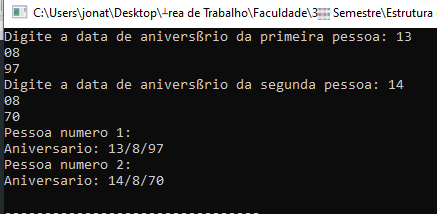 C:\Users\jonat\Desktop\┴rea de Trabalho\Faculdade\3▒▒ Semestre\Estrutura
Digite a data de aniversßrio da primeira pessoa: 13
08
97
Digite a data de aniversßrio da segunda pessoa: 14
08
70
Pessoa numero 1:
Aniversario: 13/8/97
Pessoa numero 2:
Aniversario: 14/8/70
--------------------------------